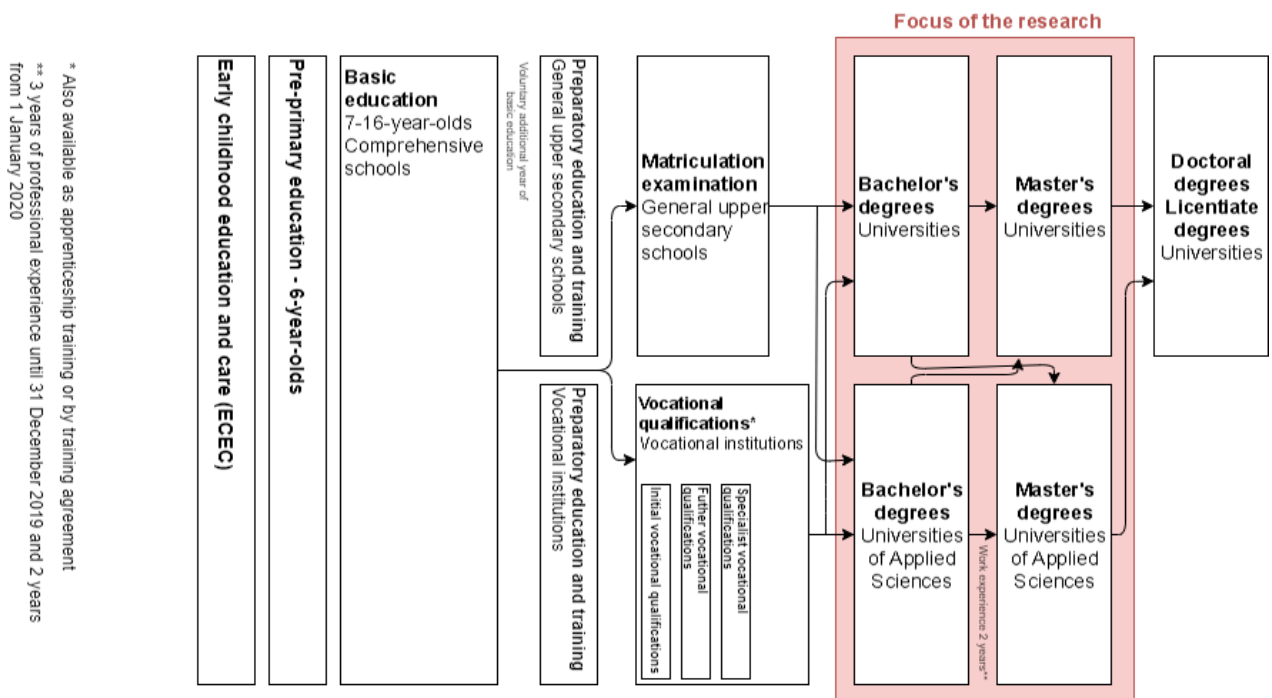 Focus of the research
* Also available as apprenticeship training or by training agreement
** 3 years of professional experience until 31 December 2019 and 2 years
from 1 January 2020
Early childhood education and care (ECEC)
Pre-primary education - 6-year-olds
Basic
education
7-16-year-olds
Comprehensive
schools
Voluntary additional year of
basic education
Preparatory education and training
General upper secondary schools
Preparatory education and training
Vocational institutions
Matriculation
examination
General upper
secondary
schools
Vocational
qualifications*
Vocational institutions
Initial vocational qualifications
Futher vocational
qualifications
Specialist vocational
qualifications
Bachelor's
degrees
Universities
Master's
degrees
Universities
Bachelor's
degrees
Universities
of Applied
Sciences
Work experience 2 years**
Master's
degrees
Universities
of Applied
Sciences
Doctoral
degrees
Licentiate
degrees
Universities